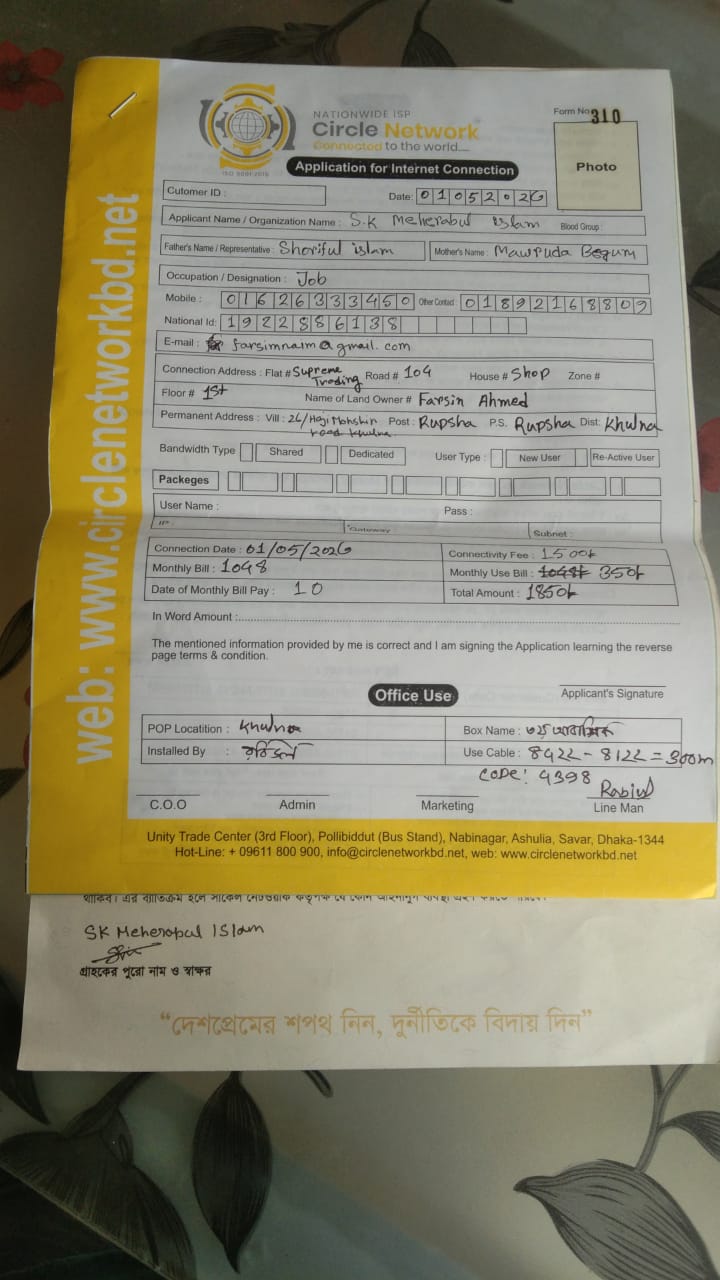 web: www.circlenetworkbd.net
NATIONWIDE ISP
Circle Network
Connected to the world....
ISO 9001:2015
Form No 310
Photo
Application for Internet Connection
Cutomer ID :
Date: 01052026
Applicant Name / Organization Name : S.K Meherabul islam Blood Group :
Father's Name / Representative : Shoriful islam Mother's Name : Begum
Occupation / Designation : Job
Mobile : 01626333450 Other Contact : 01892168809
National Id: 1922886138
E-mail : farsimnaim@gmail.com
Connection Address : Flat # Supreme Trading Road # 104 House # Shop Zone #
Floor # 1st Name of Land Owner # Farsin Ahmed
Permanent Address : Vill : 26/Haji Mohshin road khulna Post : Rupsha P.S. Rupsha Dist: Khulna
Bandwidth Type Shared Dedicated User Type : New User Re-Active User
Packeges
User Name : Pass :
IP : Gateway Subnet :
Connection Date : 01/05/2026 Connectivity Fee : 1500/-
Monthly Bill : 1048 Monthly Use Bill : 1048/- 350/-
Date of Monthly Bill Pay : 10 Total Amount : 1850/-
In Word Amount :
The mentioned information provided by me is correct and I am signing the Application learning the reverse
page terms & condition.
Office Use
Applicant's Signature
POP Locatition : Khulna Box Name :
Installed By : Use Cable : 8422 - 8122 = 300m
Code: 4398
Rabiul
C.O.O Admin Marketing Line Man
Unity Trade Center (3rd Floor), Pollibiddut (Bus Stand), Nabinagar, Ashulia, Savar, Dhaka-1344
Hot-Line: + 09611 800 900, info@circlenetworkbd.net, web: www.circlenetworkbd.net
SK Meherabul ISlam
গ্রাহকের পুরো নাম ও স্বাক্ষর
“দেশপ্রেমের শপথ নিন, দুর্নীতিকে বিদায় দিন”